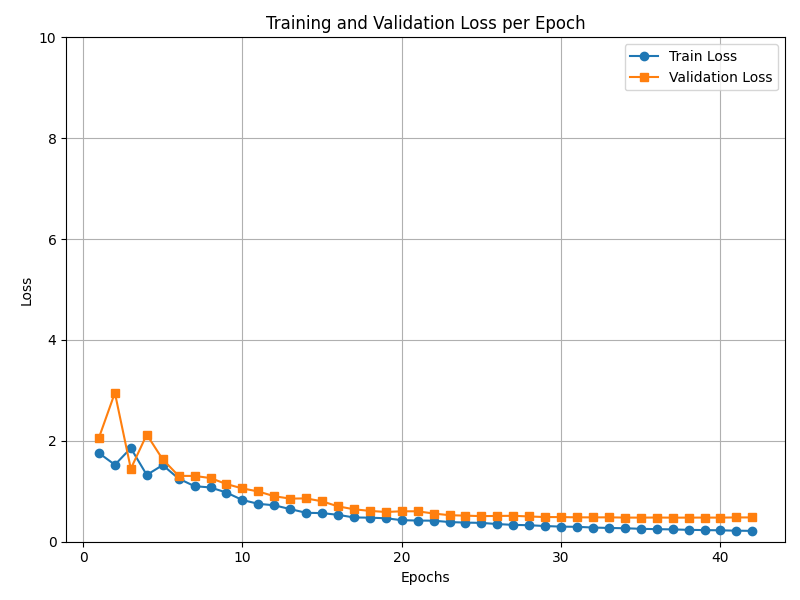 Training and Validation Loss per Epoch
Train Loss
Validation Loss
10
8
6
4
2
0
Loss
0 10 20 30 40
Epochs